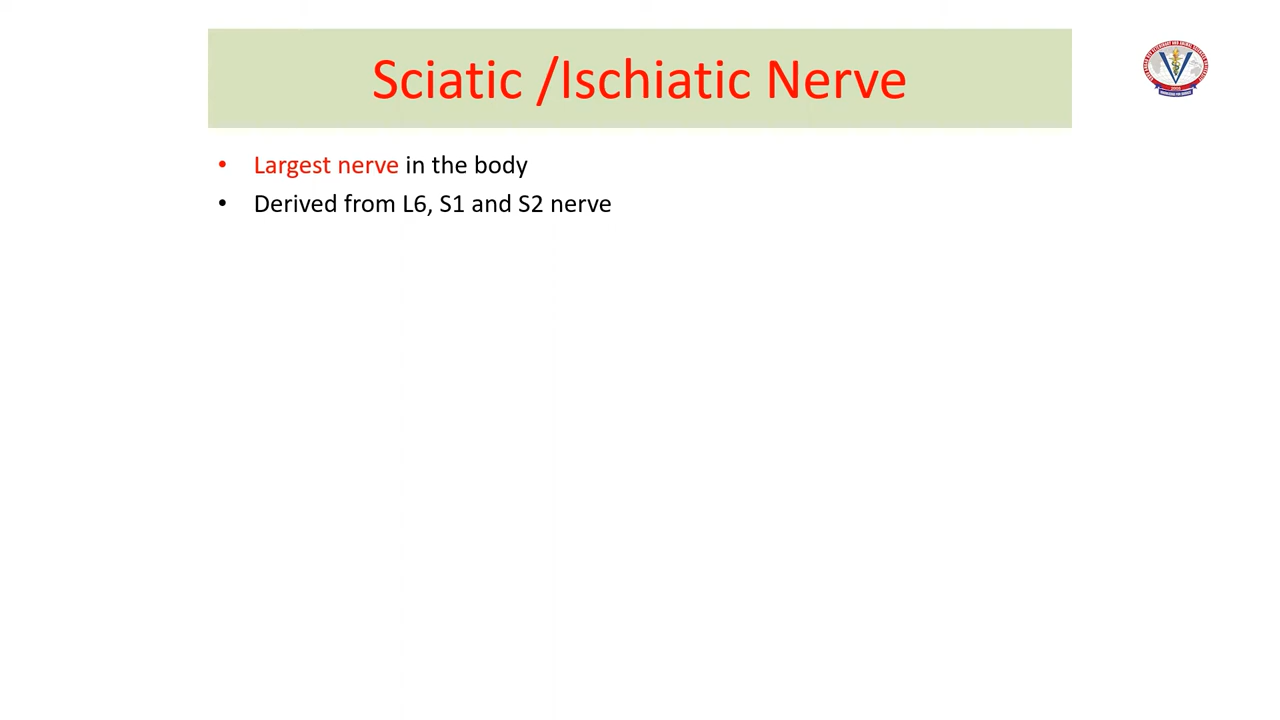 Sciatic /Ischiatic Nerve
• Largest nerve in the body
• Derived from L6, S1 and S2 nerve